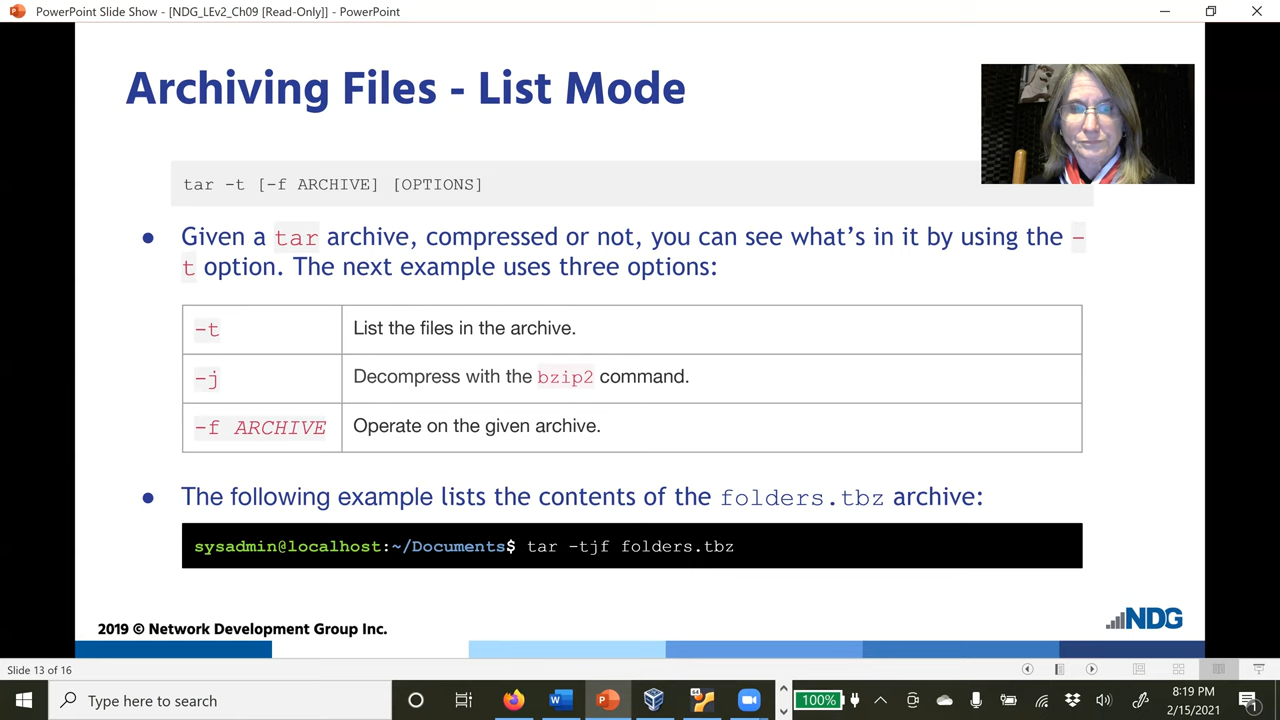 PowerPoint Slide Show - [NDG_LEv2_Ch09 [Read-Only]] - PowerPoint
Archiving Files - List Mode
tar -t [-f ARCHIVE] [OPTIONS]
● Given a tar archive, compressed or not, you can see what’s in it by using the -
t option. The next example uses three options:
-t List the files in the archive.
-j Decompress with the bzip2 command.
-f ARCHIVE Operate on the given archive.
● The following example lists the contents of the folders.tbz archive:
sysadmin@localhost:~/Documents$ tar -tjf folders.tbz
2019 © Network Development Group Inc.
NDG
Slide 13 of 16
Type here to search
100%
8:19 PM
2/15/2021
1